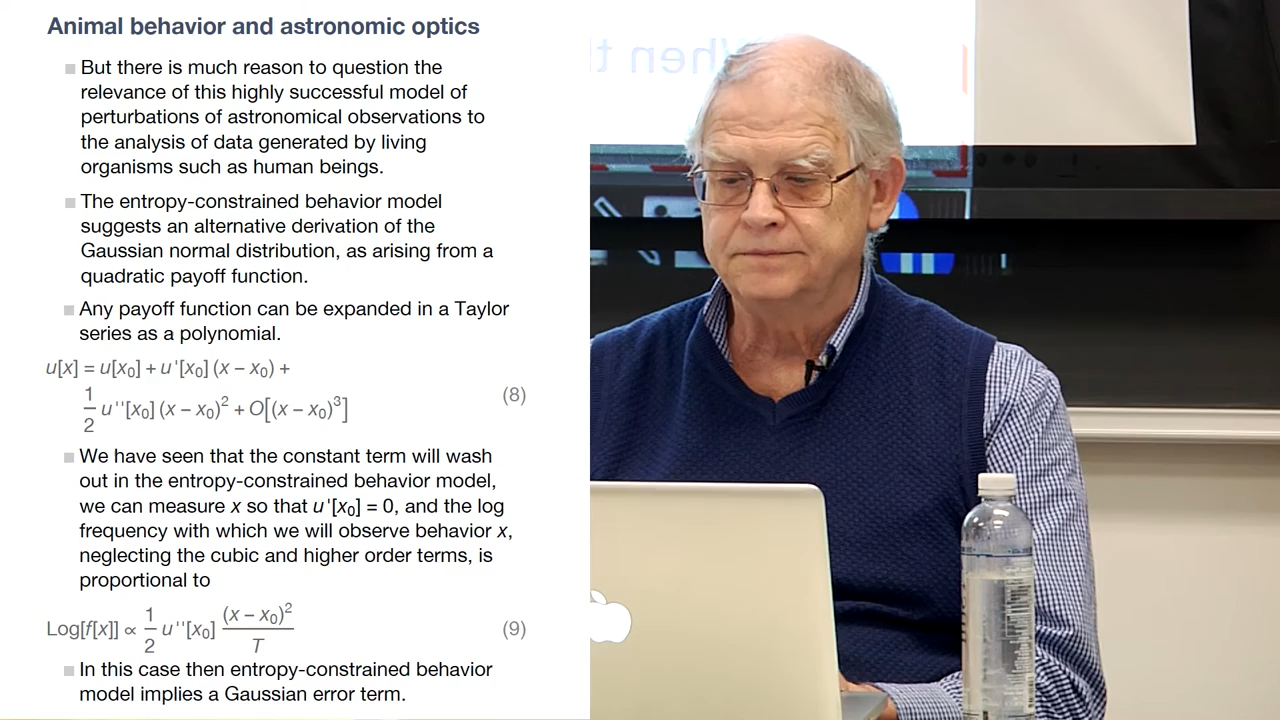 Animal behavior and astronomic optics
But there is much reason to question the
relevance of this highly successful model of
perturbations of astronomical observations to
the analysis of data generated by living
organisms such as human beings.
The entropy-constrained behavior model
suggests an alternative derivation of the
Gaussian normal distribution, as arising from a
quadratic payoff function.
Any payoff function can be expanded in a Taylor
series as a polynomial.
u[x] = u[x₀] + u'[x₀] (x − x₀) +
1/2 u''[x₀] (x − x₀)² + O[(x − x₀)³] (8)
We have seen that the constant term will wash
out in the entropy-constrained behavior model,
we can measure x so that u'[x₀] = 0, and the log
frequency with which we will observe behavior x,
neglecting the cubic and higher order terms, is
proportional to
Log[f[x]] ∝ 1/2 u''[x₀] (x − x₀)²/T (9)
In this case then entropy-constrained behavior
model implies a Gaussian error term.
When